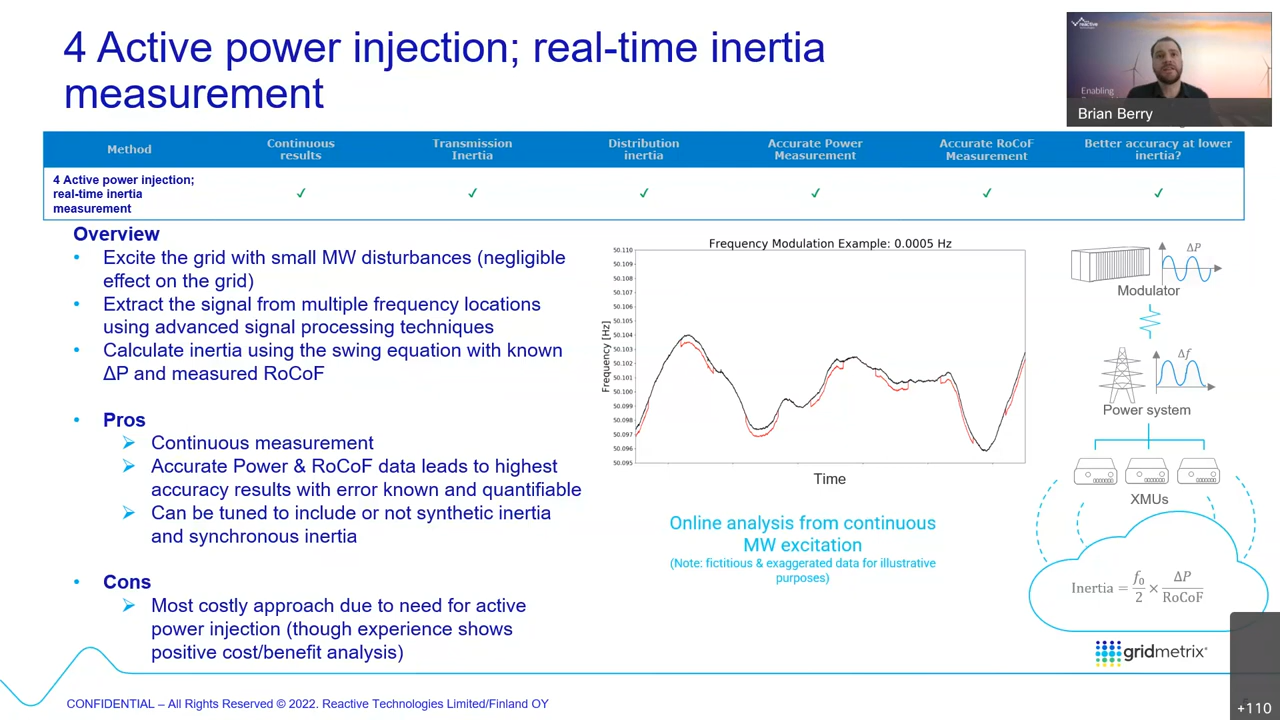 4 Active power injection; real-time inertia
measurement
reactive
Enabling
Brian Berry
Method
Continuous
results
Transmission
Inertia
Distribution
inertia
Accurate Power
Measurement
Accurate RoCoF
Measurement
Better accuracy at lower
inertia?
4 Active power injection;
real-time inertia
measurement
✓ ✓ ✓ ✓ ✓ ✓
Overview
• Excite the grid with small MW disturbances (negligible
effect on the grid)
• Extract the signal from multiple frequency locations
using advanced signal processing techniques
• Calculate inertia using the swing equation with known
ΔP and measured RoCoF
• Pros
➢ Continuous measurement
➢ Accurate Power & RoCoF data leads to highest
accuracy results with error known and quantifiable
➢ Can be tuned to include or not synthetic inertia
and synchronous inertia
• Cons
➢ Most costly approach due to need for active
power injection (though experience shows
positive cost/benefit analysis)
Frequency Modulation Example: 0.0005 Hz
Frequency [Hz]
50.110
50.109
50.108
50.107
50.106
50.105
50.104
50.103
50.102
50.101
50.100
50.099
50.098
50.097
50.096
50.095
Time
Online analysis from continuous
MW excitation
(Note: fictitious & exaggerated data for illustrative
purposes)
ΔP
Modulator
Δf
Power system
XMUs
Inertia = f₀/2 × ΔP/RoCoF
gridmetrix®
CONFIDENTIAL – All Rights Reserved © 2022. Reactive Technologies Limited/Finland OY
+110